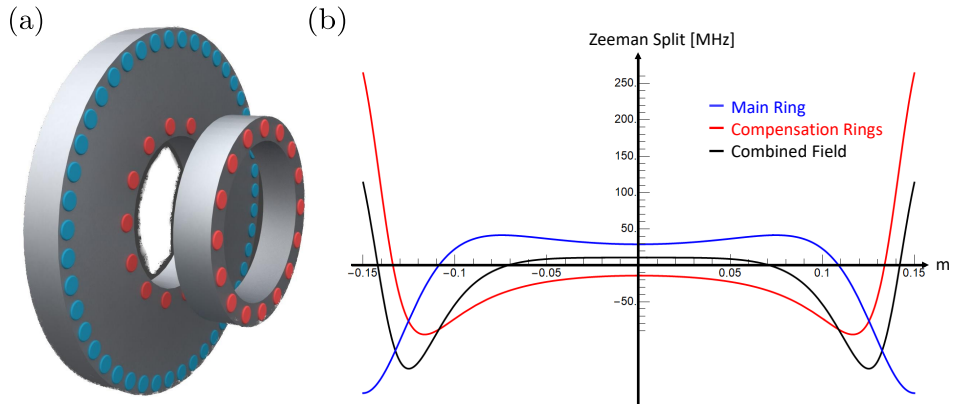 (a)
(b)
Zeeman Split [MHz]
250.
200.
150.
100.
50.
−50.
−0.15
−0.1
−0.05
0.05
0.1
0.15
m
Main Ring
Compensation Rings
Combined Field